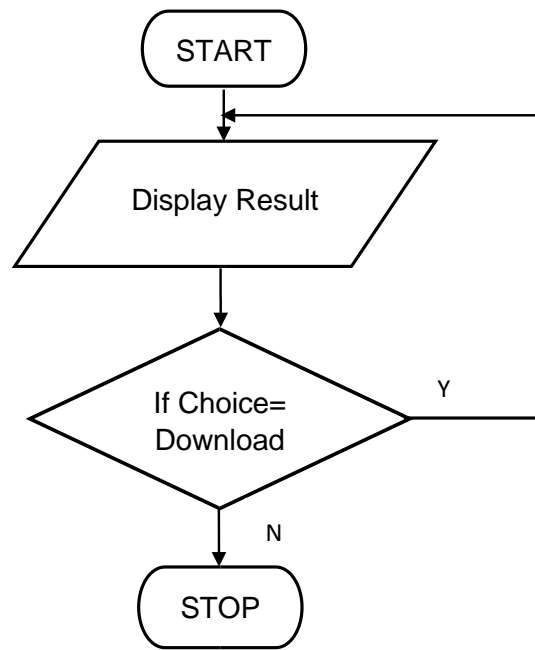 START
Display Result
If Choice=
Download
Y
N
STOP